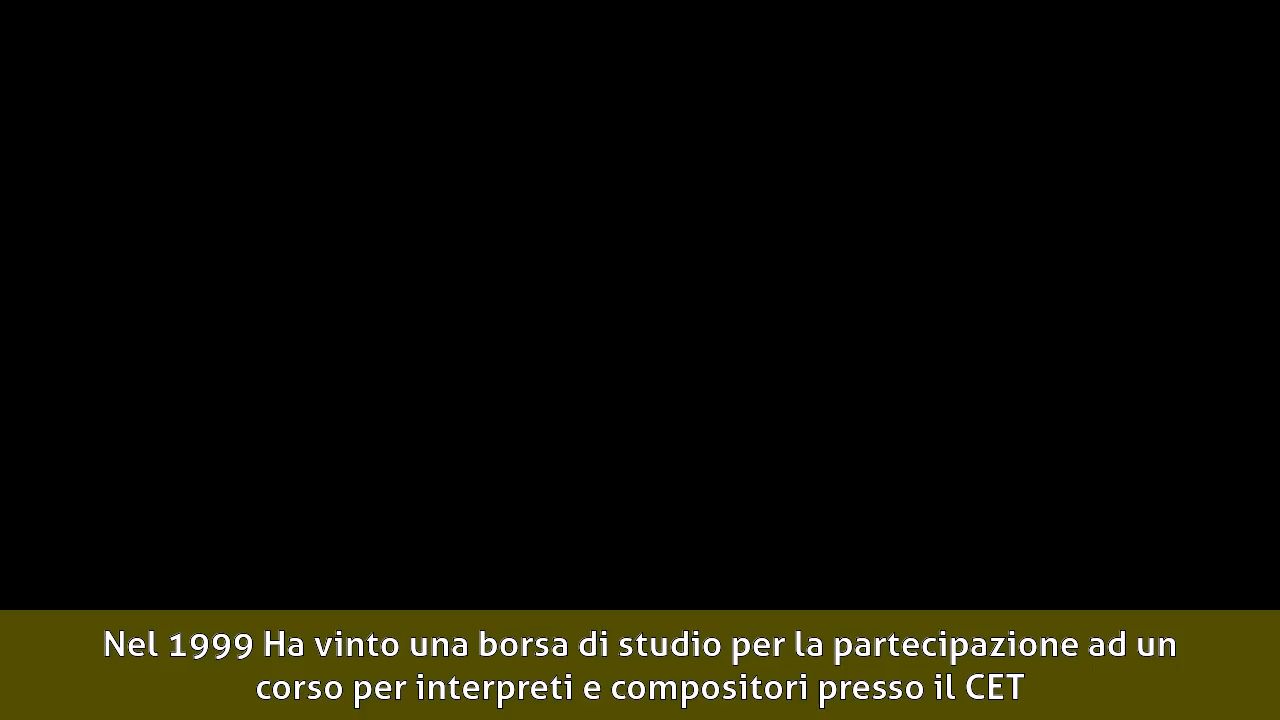 Nel 1999 Ha vinto una borsa di studio per la partecipazione ad un
corso per interpreti e compositori presso il CET